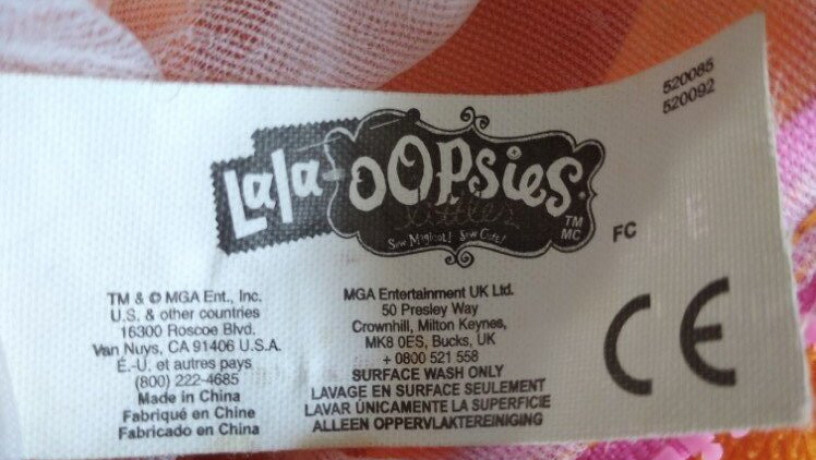 520085
520092
Lala-oopsies
littles
Sew Magical! Sew Cute!
TM
MC
FC
TM & © MGA Ent., Inc.
U.S. & other countries
16300 Roscoe Blvd.
Van Nuys, CA 91406 U.S.A.
É.-U. et autres pays
(800) 222-4685
Made in China
Fabriqué en Chine
Fabricado en China
MGA Entertainment UK Ltd.
50 Presley Way
Crownhill, Milton Keynes,
MK8 0ES, Bucks, UK
+ 0800 521 558
SURFACE WASH ONLY
LAVAGE EN SURFACE SEULEMENT
LAVAR ÚNICAMENTE LA SUPERFICIE
ALLEEN OPPERVLAKTEREINIGING
CE